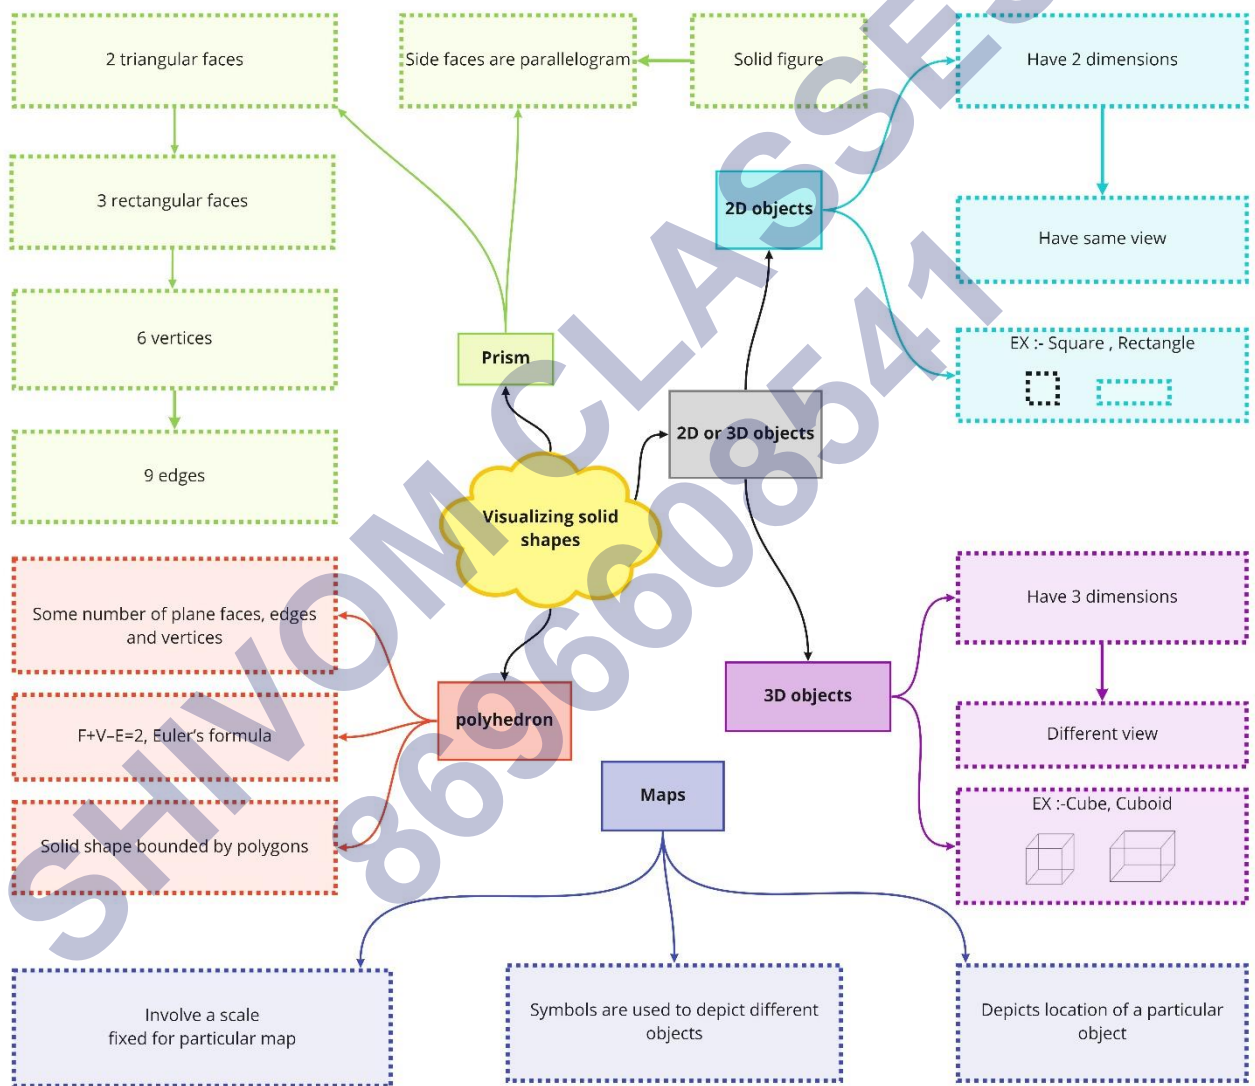 2 triangular faces
Side faces are parallelogram
Solid figure
Have 2 dimensions
3 rectangular faces
2D objects
Have same view
6 vertices
Prism
EX :- Square , Rectangle
2D or 3D objects
9 edges
Visualizing solid
shapes
Some number of plane faces, edges
and vertices
Have 3 dimensions
polyhedron
3D objects
F+V–E=2, Euler's formula
Different view
Maps
EX :-Cube, Cuboid
Solid shape bounded by polygons
Involve a scale
fixed for particular map
Symbols are used to depict different
objects
Depicts location of a particular
object
SHIVOM CLASSES
8696608541